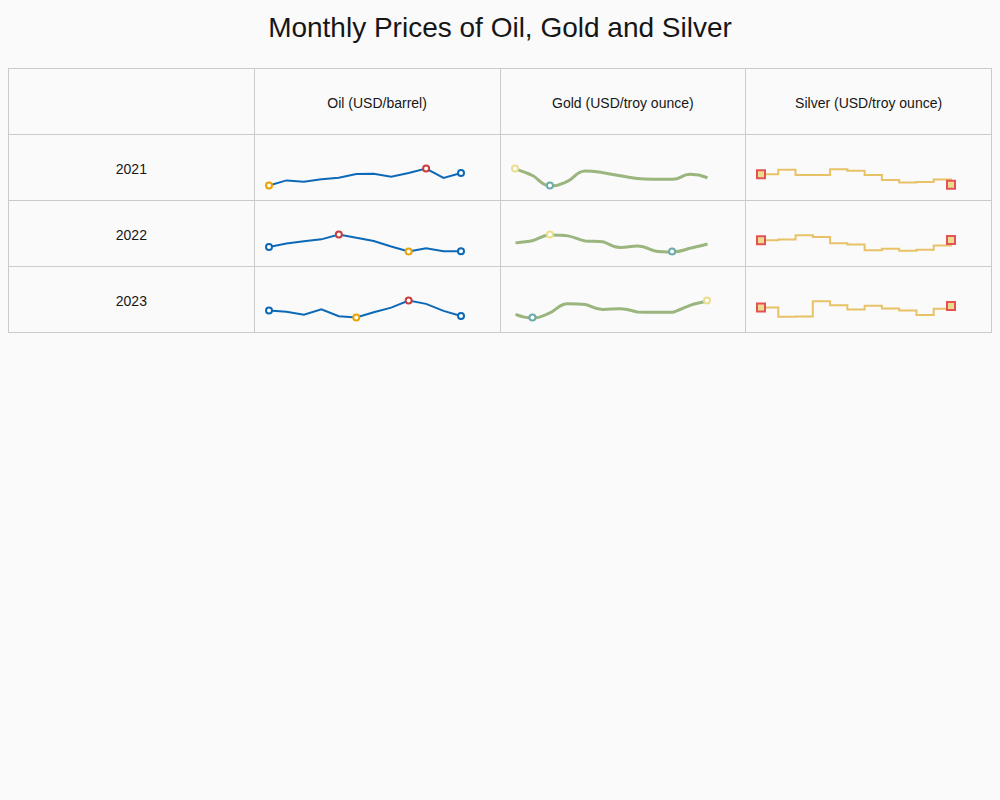 Monthly Prices of Oil, Gold and Silver
Oil (USD/barrel)
Gold (USD/troy ounce)
Silver (USD/troy ounce)
2021
2022
2023